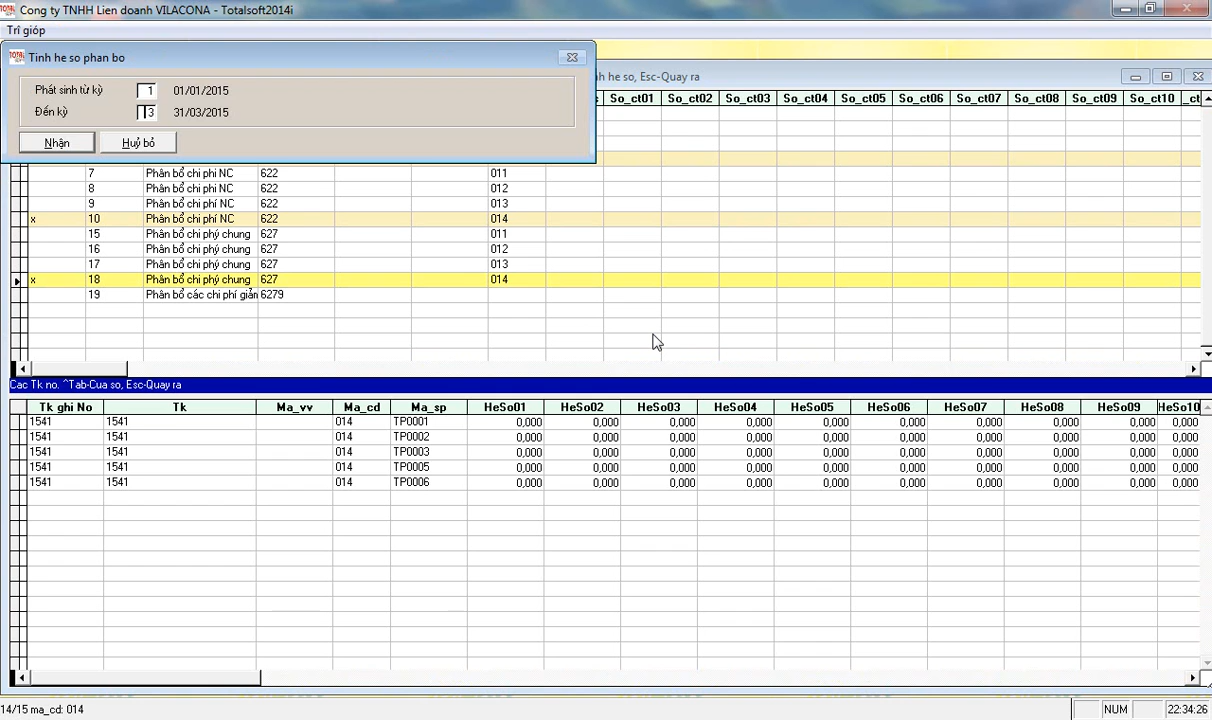 Cong ty TNHH Lien doanh VILACONA - Totalsoft2014i
Trî gióp
Tinh he so phan bo
h he so, Esc-Quay ra
Phát sinh từ kỳ 1 01/01/2015
Đến kỳ 3 31/03/2015
Nhận Huỷ bỏ
s So_ct01 So_ct02 So_ct03 So_ct04 So_ct05 So_ct06 So_ct07 So_ct08 So_ct09 So_ct10 _ct
7 Phân bổ chi phi NC 622 011
8 Phân bổ chi phí NC 622 012
9 Phân bổ chi phí NC 622 013
x 10 Phân bổ chi phí NC 622 014
15 Phân bổ chi phý chung 627 011
16 Phân bổ chi phý chung 627 012
17 Phân bổ chi phý chung 627 013
x 18 Phân bổ chi phý chung 627 014
19 Phân bổ các chi phí giản 6279
Cac Tk no. ^Tab-Cua so, Esc-Quay ra
Tk ghi No Tk Ma_vv Ma_cd Ma_sp HeSo01 HeSo02 HeSo03 HeSo04 HeSo05 HeSo06 HeSo07 HeSo08 HeSo09 HeSo10
1541 1541 014 TP0001 0,000 0,000 0,000 0,000 0,000 0,000 0,000 0,000 0,000 0,000
1541 1541 014 TP0002 0,000 0,000 0,000 0,000 0,000 0,000 0,000 0,000 0,000 0,000
1541 1541 014 TP0003 0,000 0,000 0,000 0,000 0,000 0,000 0,000 0,000 0,000 0,000
1541 1541 014 TP0005 0,000 0,000 0,000 0,000 0,000 0,000 0,000 0,000 0,000 0,000
1541 1541 014 TP0006 0,000 0,000 0,000 0,000 0,000 0,000 0,000 0,000 0,000 0,000
14/15 ma_cd: 014 NUM 22:34:26